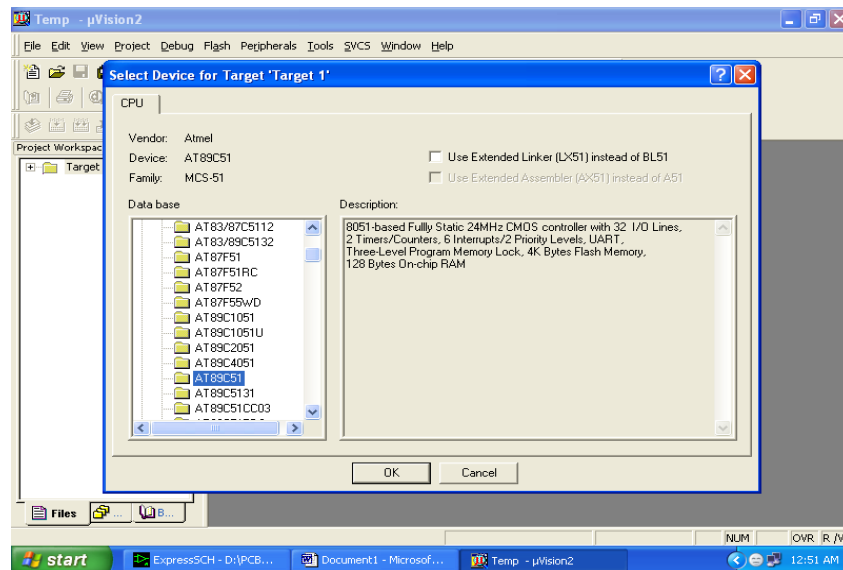 Temp - µVision2
File Edit View Project Debug Flash Peripherals Tools SVCS Window Help
Select Device for Target 'Target 1'
CPU
Vendor: Atmel
Device: AT89C51
Use Extended Linker (LX51) instead of BL51
Family: MCS-51
Use Extended Assembler (AX51) instead of A51
Data base
Description:
Project Workspac
Target
AT83/87C5112
AT83/89C5132
AT87F51
AT87F51RC
AT87F52
AT87F55WD
AT89C1051
AT89C1051U
AT89C2051
AT89C4051
AT89C51
AT89C5131
AT89C51CC03
8051-based Fullly Static 24MHz CMOS controller with 32 I/O Lines,
2 Timers/Counters, 6 Interrupts/2 Priority Levels, UART,
Three-Level Program Memory Lock, 4K Bytes Flash Memory,
128 Bytes On-chip RAM
OK Cancel
Files ... B...
NUM OVR R /W
start ExpressSCH - D:\PCB... Document1 - Microsof... Temp - µVision2 12:51 AM